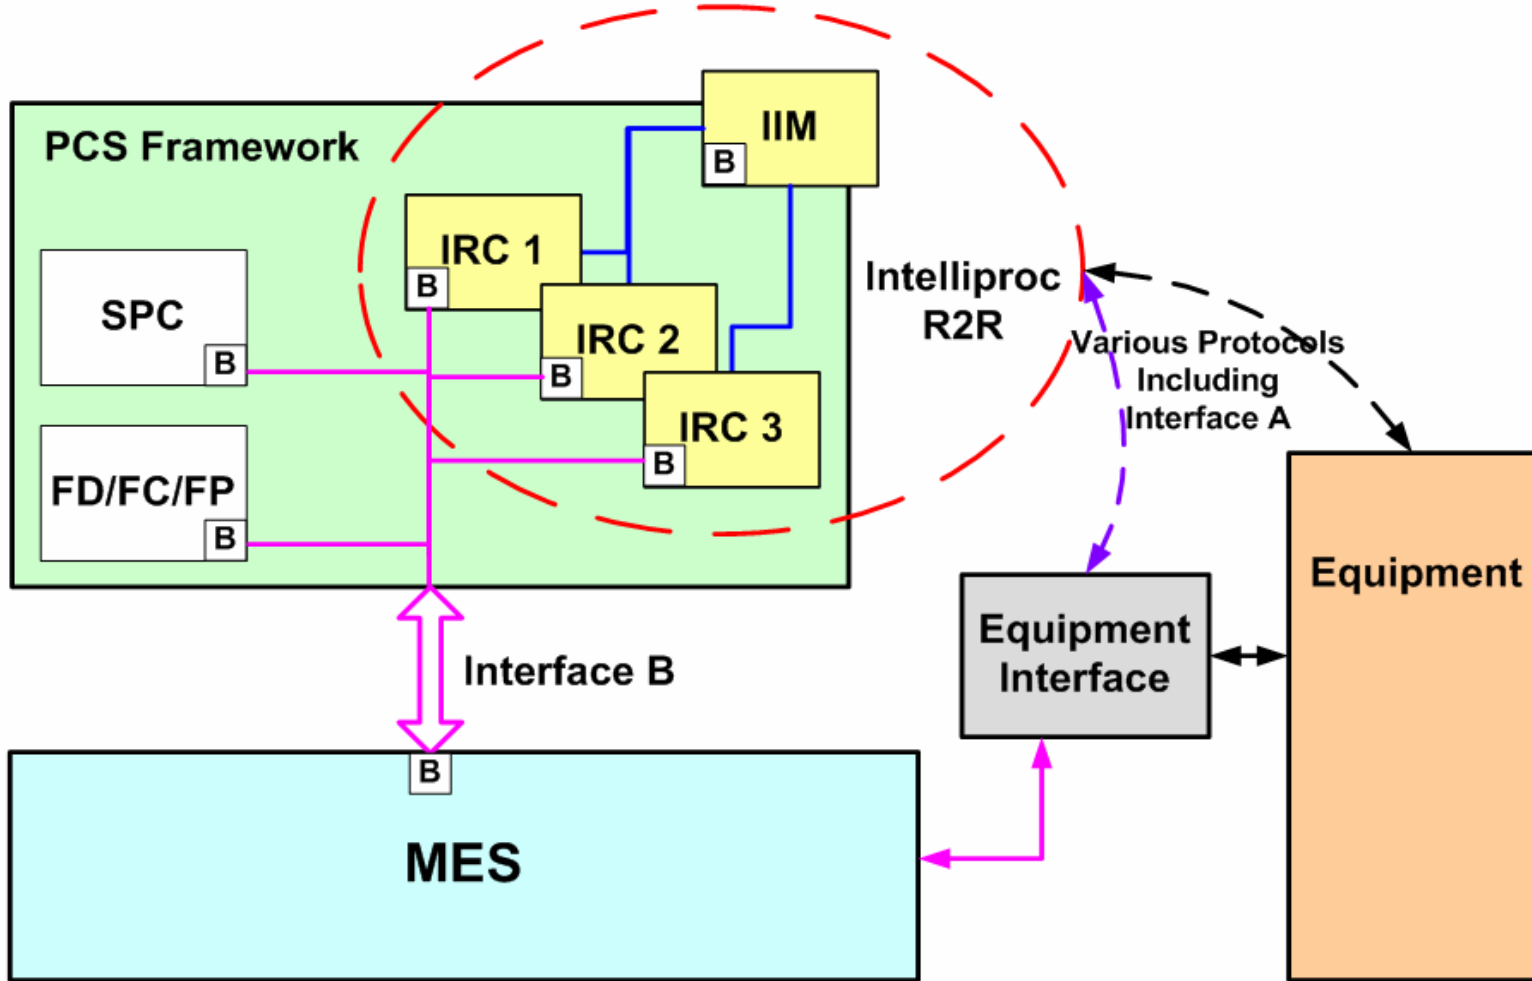 PCS Framework
IIM
B
IRC 1
B
SPC
B
IRC 2
B
IRC 3
B
FD/FC/FP
B
Intelliproc
R2R
Various Protocols
Including
Interface A
Equipment
Equipment
Interface
Interface B
B
MES